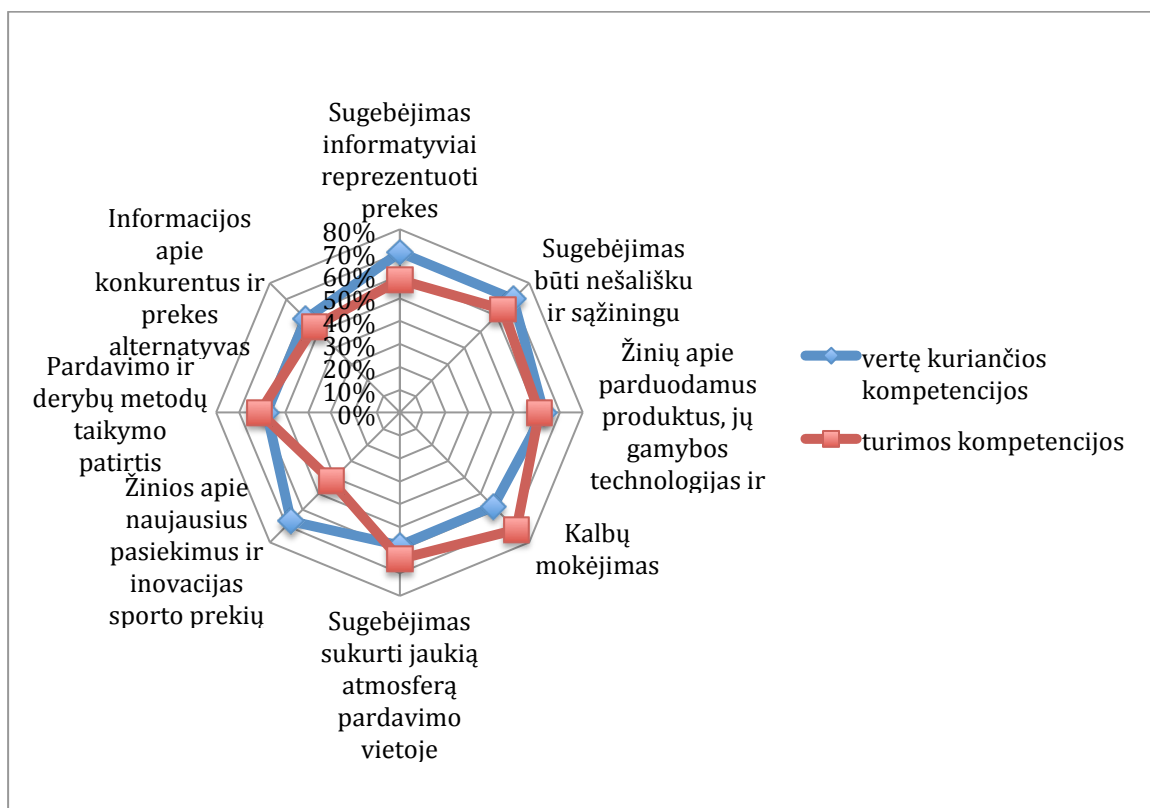 Sugebėjimas
informatyviai
reprezentuoti
prekes
Sugebėjimas
būti nešališku
ir sąžiningu
Žinių apie
parduodamus
produktus, jų
gamybos
technologijas ir
Kalbų
mokėjimas
Sugebėjimas
sukurti jaukią
atmosferą
pardavimo
vietoje
Žinios apie
naujausius
pasiekimus ir
inovacijas
sporto prekių
Pardavimo ir
derybų metodų
taikymo
patirtis
Informacijos
apie
konkurentus ir
prekes
alternatyvas
80%
70%
60%
50%
40%
30%
20%
10%
0%
vertę kuriančios
kompetencijos
turimos kompetencijos